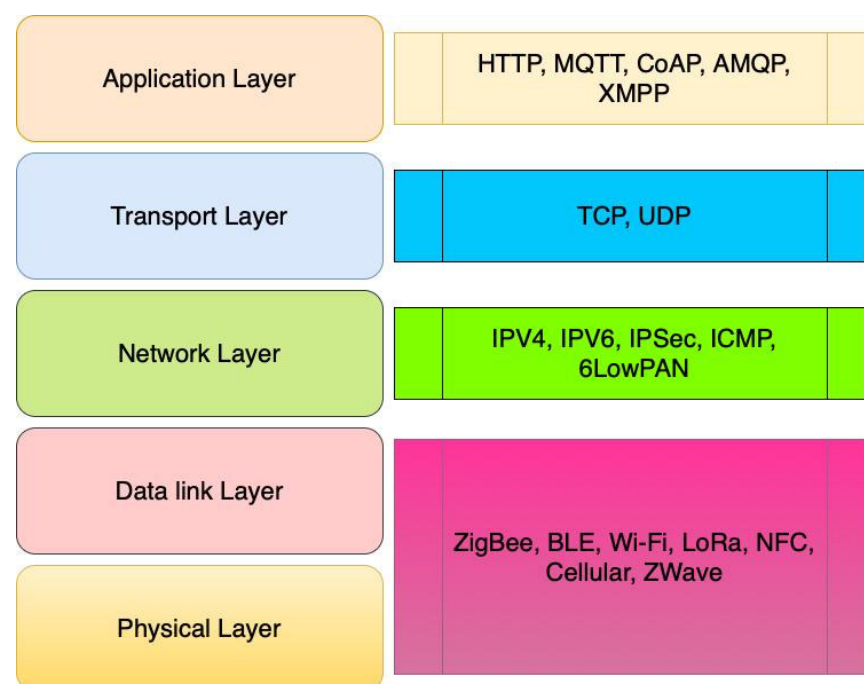 Application Layer
HTTP, MQTT, CoAP, AMQP,
XMPP
Transport Layer
TCP, UDP
Network Layer
IPV4, IPV6, IPSec, ICMP,
6LowPAN
Data link Layer
ZigBee, BLE, Wi-Fi, LoRa, NFC,
Cellular, ZWave
Physical Layer